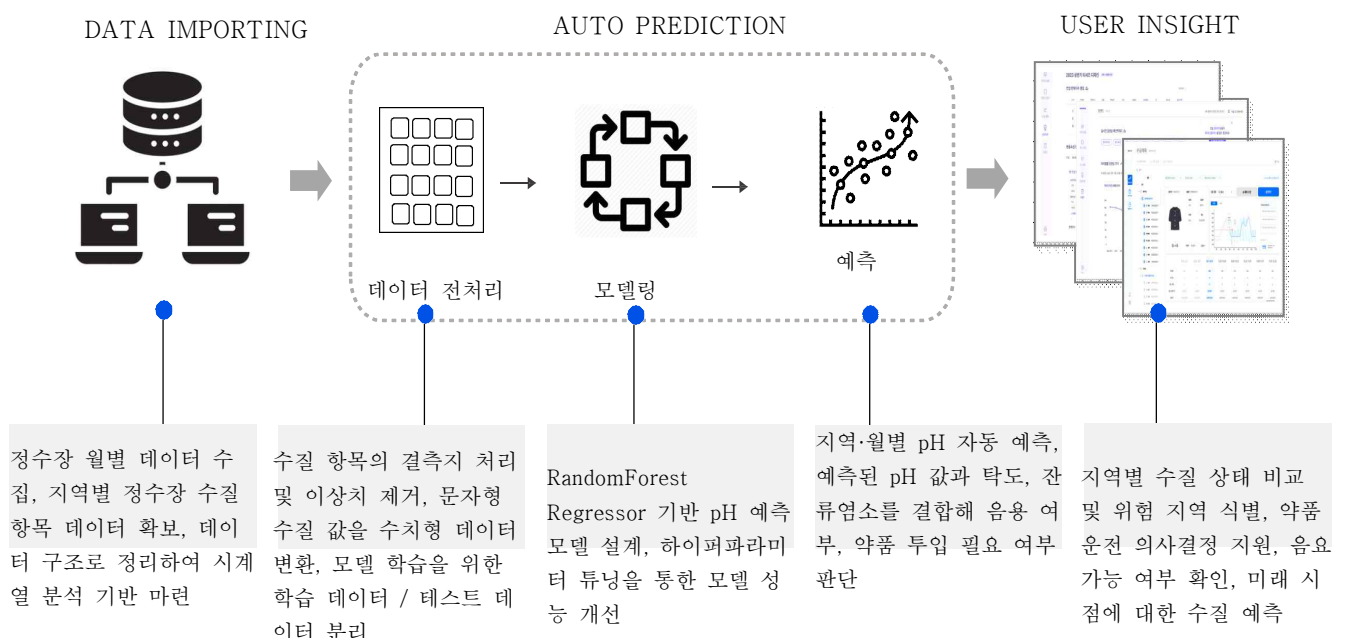 DATA IMPORTING
AUTO PREDICTION
USER INSIGHT
데이터 전처리
모델링
예측
정수장 월별 데이터 수
집, 지역별 정수장 수질
항목 데이터 확보, 데이
터 구조로 정리하여 시계
열 분석 기반 마련
수질 항목의 결측지 처리
및 이상치 제거, 문자형
수질 값을 수치형 데이터
변환, 모델 학습을 위한
학습 데이터 / 테스트 데
이터 분리
RandomForest
Regressor 기반 pH 예측
모델 설계, 하이퍼파라미
터 튜닝을 통한 모델 성
능 개선
지역·월별 pH 자동 예측,
예측된 pH 값과 탁도, 잔
류염소를 결합해 음용 여
부, 약품 투입 필요 여부
판단
지역별 수질 상태 비교
및 위험 지역 식별, 약품
운전 의사결정 지원, 음요
가능 여부 확인, 미래 시
점에 대한 수질 예측